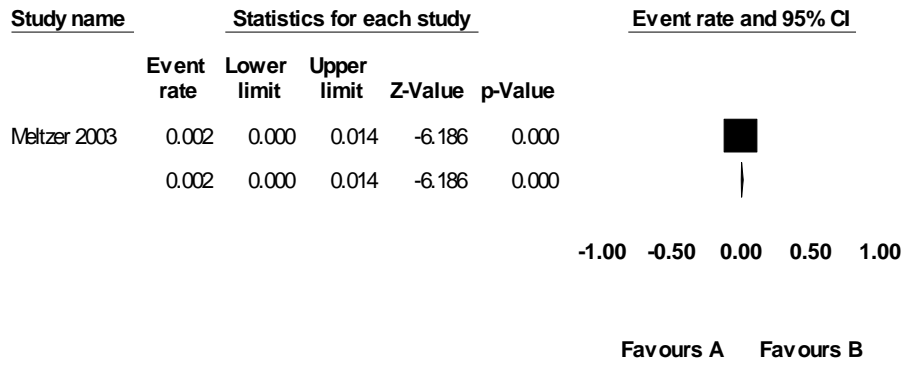 Study name Statistics for each study Event rate and 95% CI
Event Lower Upper
rate limit limit Z-Value p-Value
Meltzer 2003 0.002 0.000 0.014 -6.186 0.000
0.002 0.000 0.014 -6.186 0.000
-1.00 -0.50 0.00 0.50 1.00
Favours A Favours B